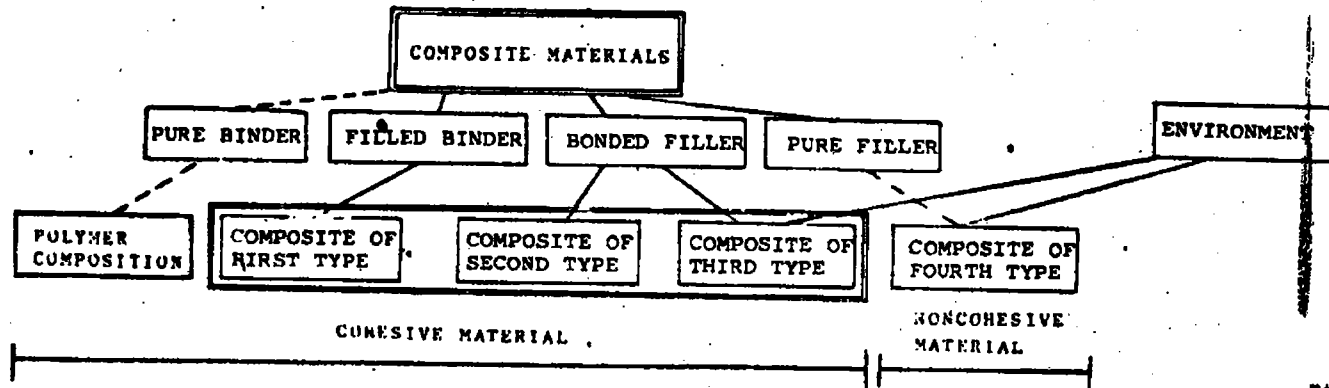 COMPOSITE MATERIALS
PURE BINDER
FILLED BINDER
BONDED FILLER
PURE FILLER
ENVIRONMENT
POLYMER
COMPOSITION
COMPOSITE OF
RIRST TYPE
COMPOSITE OF
SECOND TYPE
COMPOSITE OF
THIRD TYPE
COMPOSITE OF
FOURTH TYPE
COHESIVE MATERIAL
NONCOHESIVE
MATERIAL